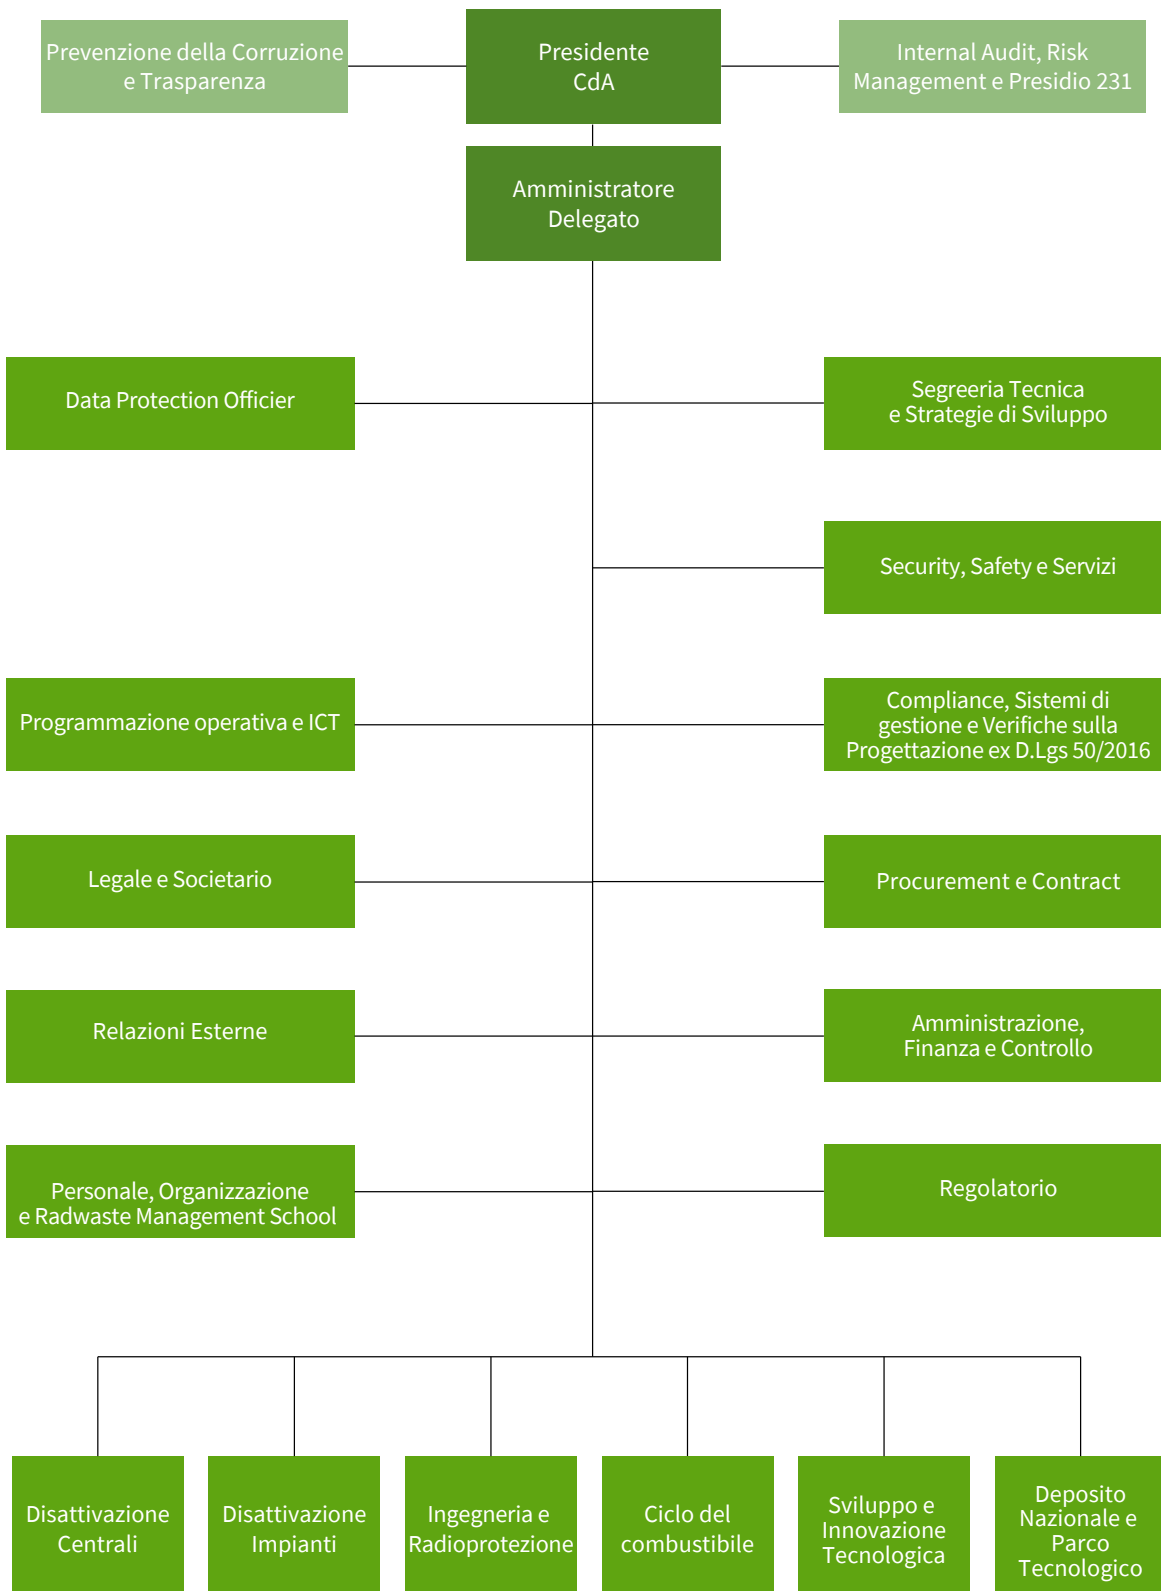 Prevenzione della Corruzione
e Trasparenza
Presidente
CdA
Internal Audit, Risk
Management e Presidio 231
Amministratore
Delegato
Data Protection Officier
Segreeria Tecnica
e Strategie di Sviluppo
Security, Safety e Servizi
Programmazione operativa e ICT
Compliance, Sistemi di
gestione e Verifiche sulla
Progettazione ex D.Lgs 50/2016
Legale e Societario
Procurement e Contract
Relazioni Esterne
Amministrazione,
Finanza e Controllo
Personale, Organizzazione
e Radwaste Management School
Regolatorio
Disattivazione
Centrali
Disattivazione
Impianti
Ingegneria e
Radioprotezione
Ciclo del
combustibile
Sviluppo e
Innovazione
Tecnologica
Deposito
Nazionale e
Parco
Tecnologico